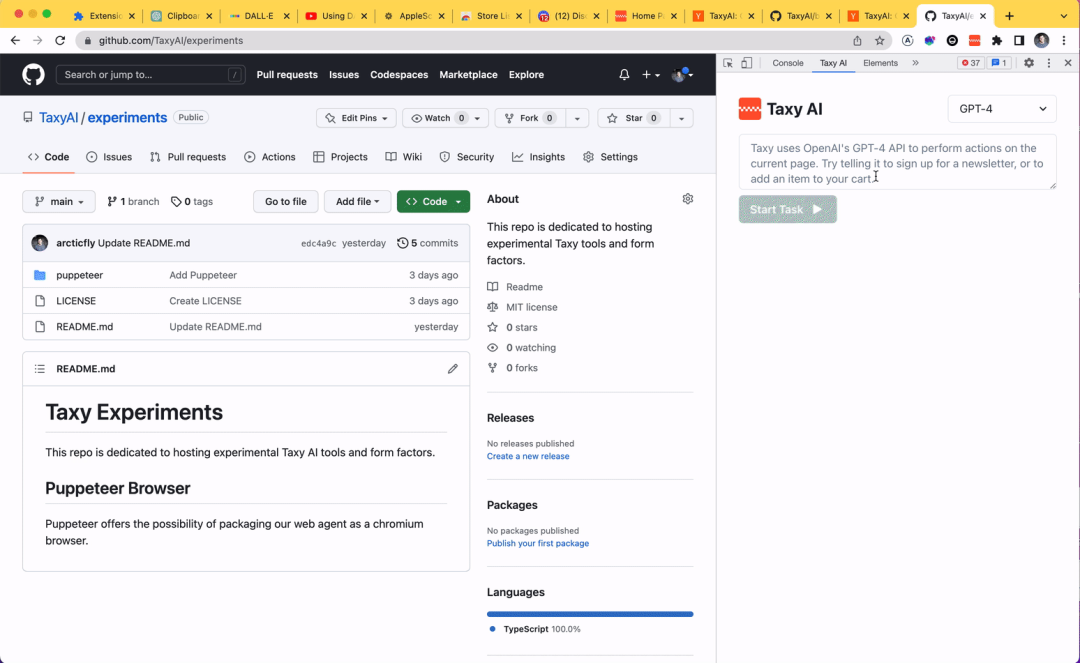 Extensic
Clipboar
DALL-E
Using D
AppleSc
Store Li
(12) Dis
Home P
TaxyAI:
TaxyAI/
TaxyAI:
TaxyAI/
github.com/TaxyAI/experiments
Search or jump to... /
Pull requests Issues Codespaces Marketplace Explore
TaxyAI / experiments Public
Edit Pins Watch 0 Fork 0 Star 0
Code Issues Pull requests Actions Projects Wiki Security Insights Settings
main 1 branch 0 tags Go to file Add file Code
arcticfly Update README.md edc4a9c yesterday 5 commits
puppeteer Add Puppeteer 3 days ago
LICENSE Create LICENSE 3 days ago
README.md Update README.md yesterday
README.md
Taxy Experiments
This repo is dedicated to hosting experimental Taxy AI tools and form factors.
Puppeteer Browser
Puppeteer offers the possibility of packaging our web agent as a chromium
browser.
About
This repo is dedicated to hosting
experimental Taxy tools and form
factors.
Readme
MIT license
0 stars
0 watching
0 forks
Releases
No releases published
Create a new release
Packages
No packages published
Publish your first package
Languages
TypeScript 100.0%
Console Taxy AI Elements » 37 1
Taxy AI GPT-4
Taxy uses OpenAI's GPT-4 API to perform actions on the
current page. Try telling it to sign up for a newsletter, or to
add an item to your cart.
Start Task